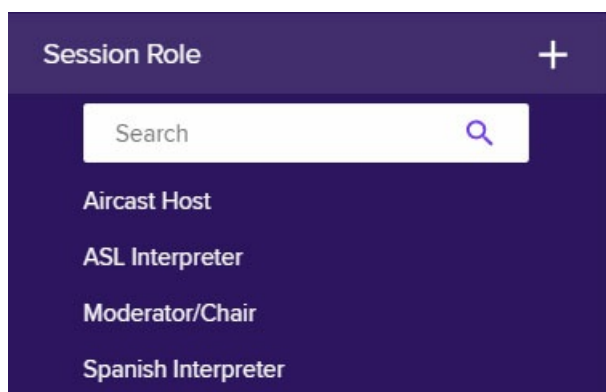 Session Role
Search
Aircast Host
ASL Interpreter
Moderator/Chair
Spanish Interpreter